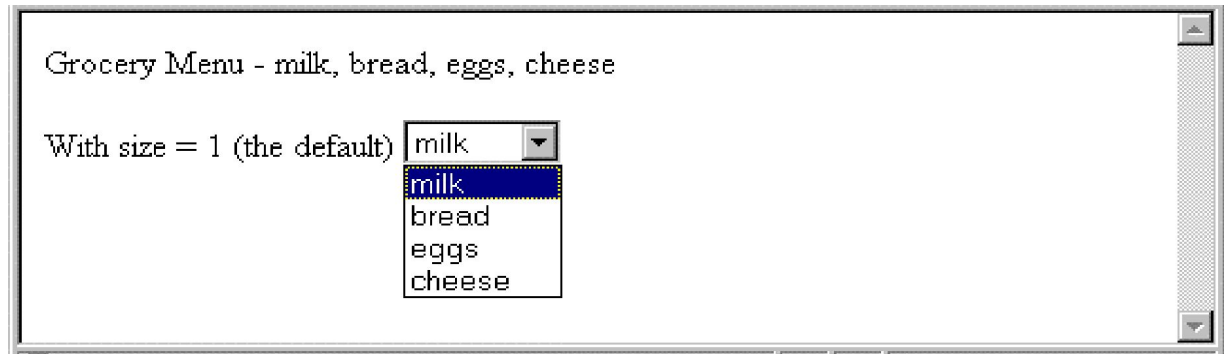 Grocery Menu - milk, bread, eggs, cheese
With size = 1 (the default) milk
milk
bread
eggs
cheese